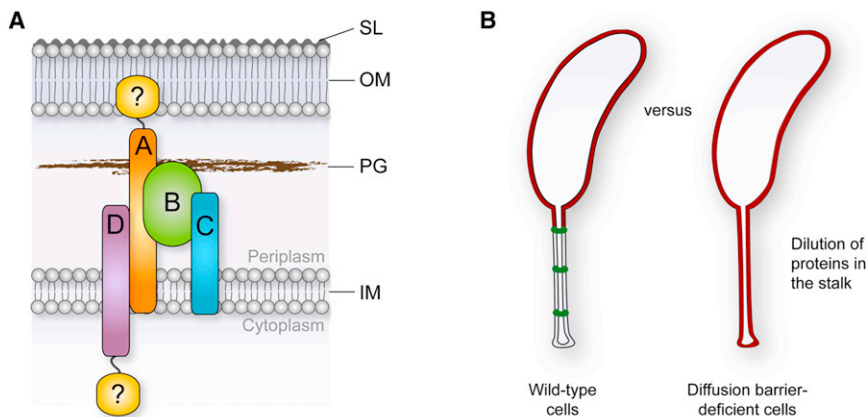 A
SL
OM
?
A
PG
B
D
C
Periplasm
IM
Cytoplasm
?
B
versus
Dilution of
proteins in
the stalk
Wild-type
cells
Diffusion barrier-
deficient cells